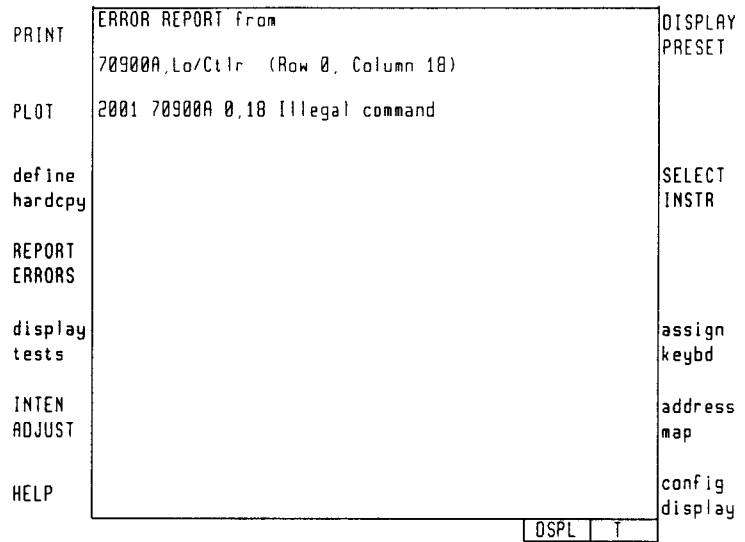 PRINT
PLOT
define
hardcpy
REPORT
ERRORS
display
tests
INTEN
ADJUST
HELP
ERROR REPORT from
70900A,Lo/Ctlr (Row 0, Column 18)
2001 70900A 0,18 Illegal command
DISPLAY
PRESET
SELECT
INSTR
assign
keybd
address
map
config
display
DSPL T